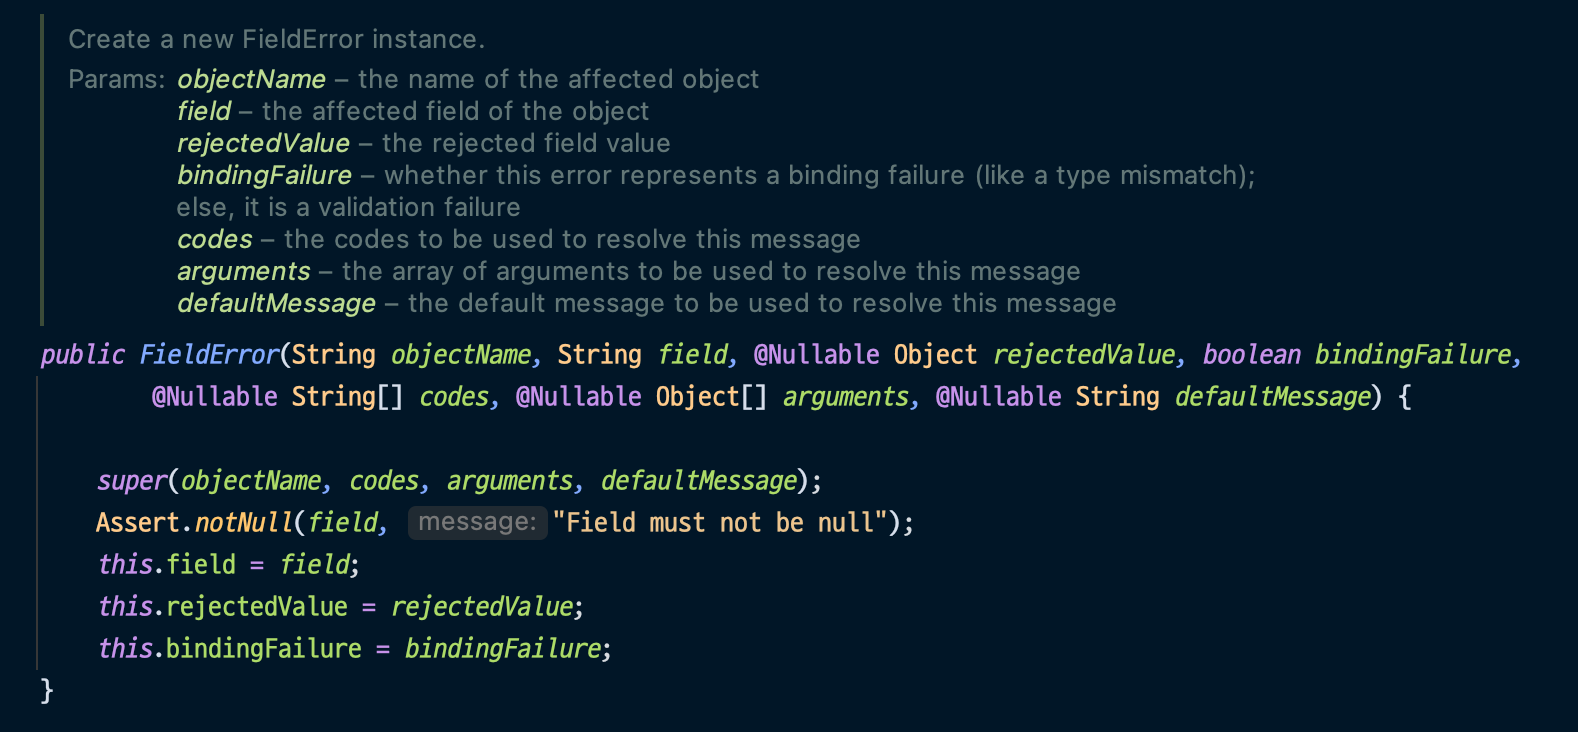 Create a new FieldError instance.
Params: objectName – the name of the affected object
field – the affected field of the object
rejectedValue – the rejected field value
bindingFailure – whether this error represents a binding failure (like a type mismatch);
else, it is a validation failure
codes – the codes to be used to resolve this message
arguments – the array of arguments to be used to resolve this message
defaultMessage – the default message to be used to resolve this message
public FieldError(String objectName, String field, @Nullable Object rejectedValue, boolean bindingFailure,
@Nullable String[] codes, @Nullable Object[] arguments, @Nullable String defaultMessage) {
super(objectName, codes, arguments, defaultMessage);
Assert.notNull(field, message: "Field must not be null");
this.field = field;
this.rejectedValue = rejectedValue;
this.bindingFailure = bindingFailure;
}